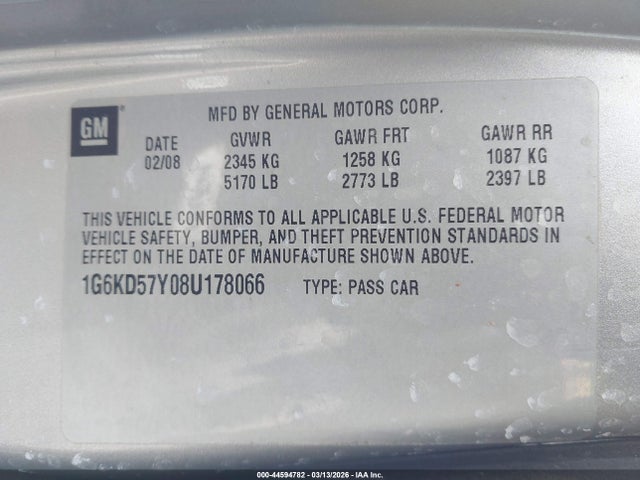 GM
MFD BY GENERAL MOTORS CORP.
DATE GVWR GAWR FRT GAWR RR
02/08 2345 KG 1258 KG 1087 KG
5170 LB 2773 LB 2397 LB
THIS VEHICLE CONFORMS TO ALL APPLICABLE U.S. FEDERAL MOTOR
VEHICLE SAFETY, BUMPER, AND THEFT PREVENTION STANDARDS IN
EFFECT ON THE DATE OF MANUFACTURE SHOWN ABOVE.
1G6KD57Y08U178066 TYPE: PASS CAR
000-44594782 - 03/13/2026 - IAA Inc.